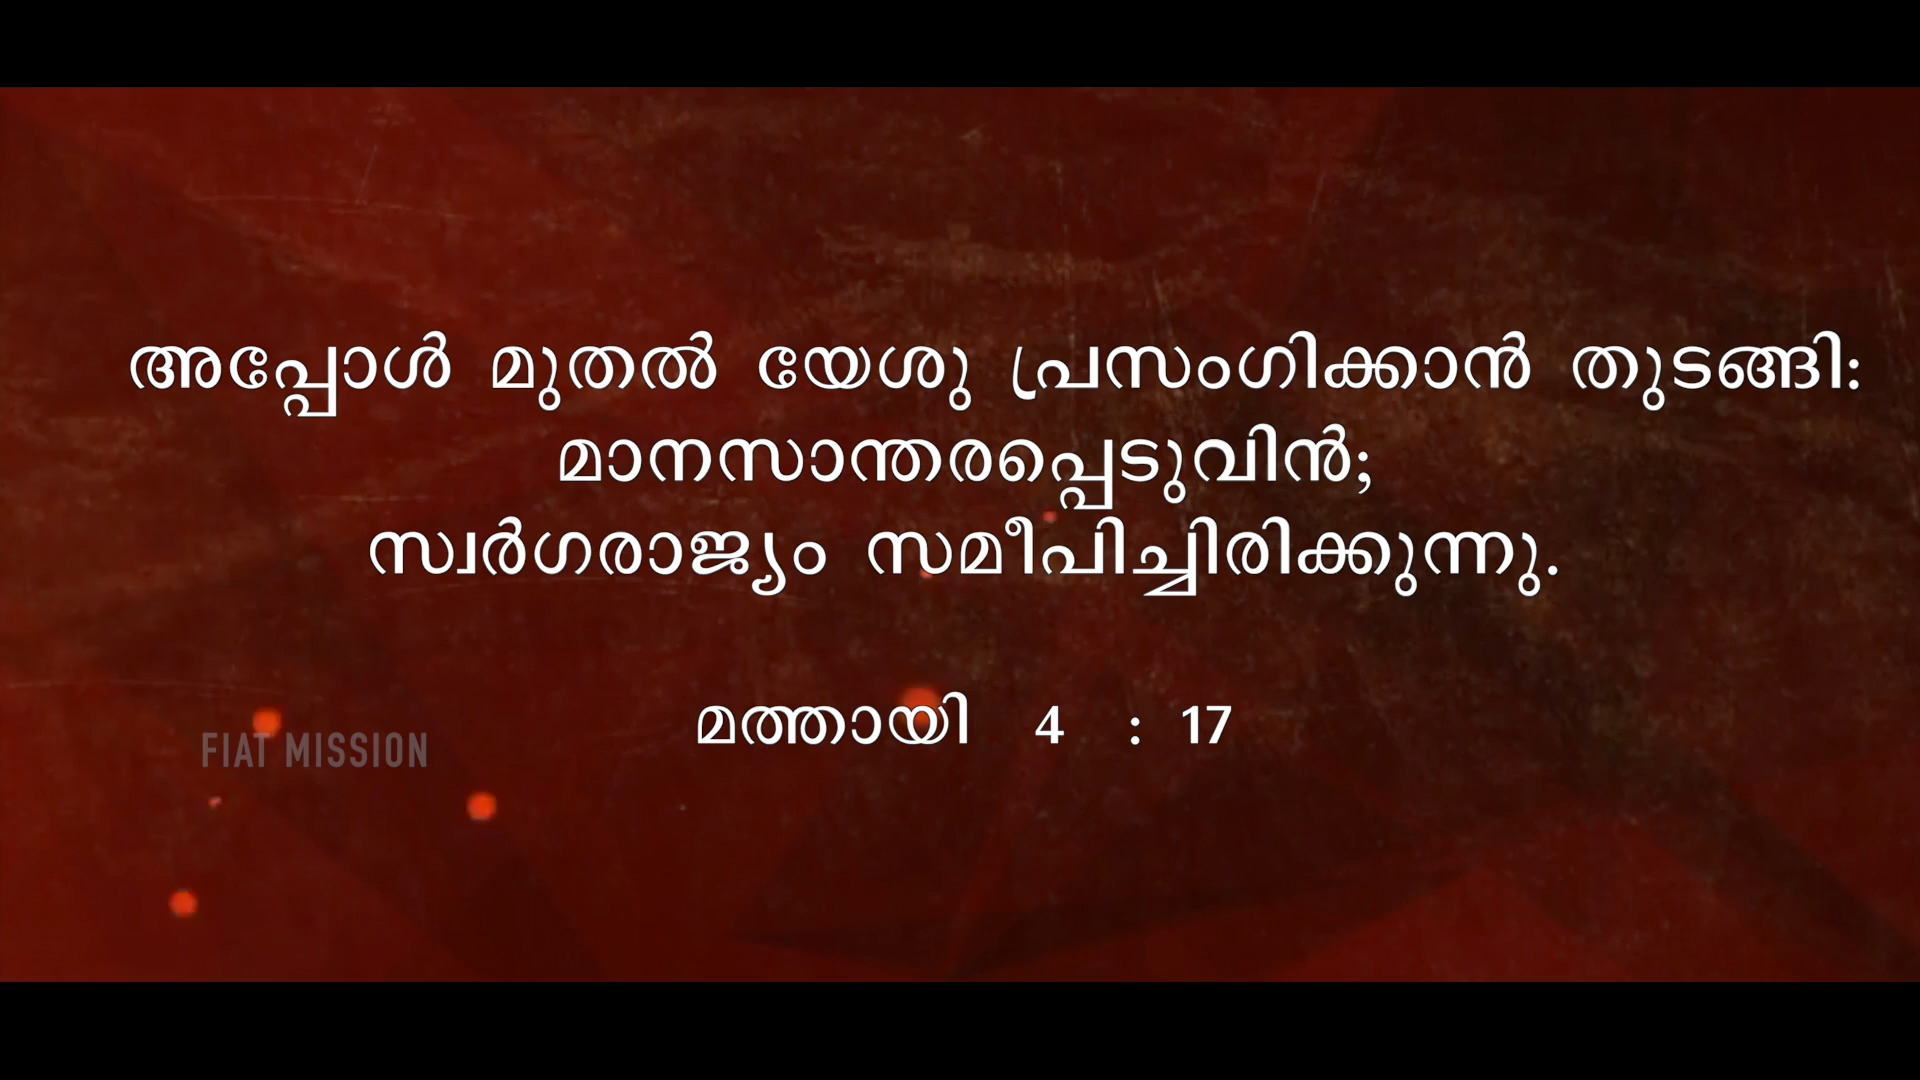 അപ്പോൾ മുതൽ യേശു പ്രസംഗിക്കാൻ തുടങ്ങി:
മാനസാന്തരപ്പെടുവിൻ;
സ്വർഗരാജ്യം സമീപിച്ചിരിക്കുന്നു.
മത്തായി 4 : 17
FIAT MISSION